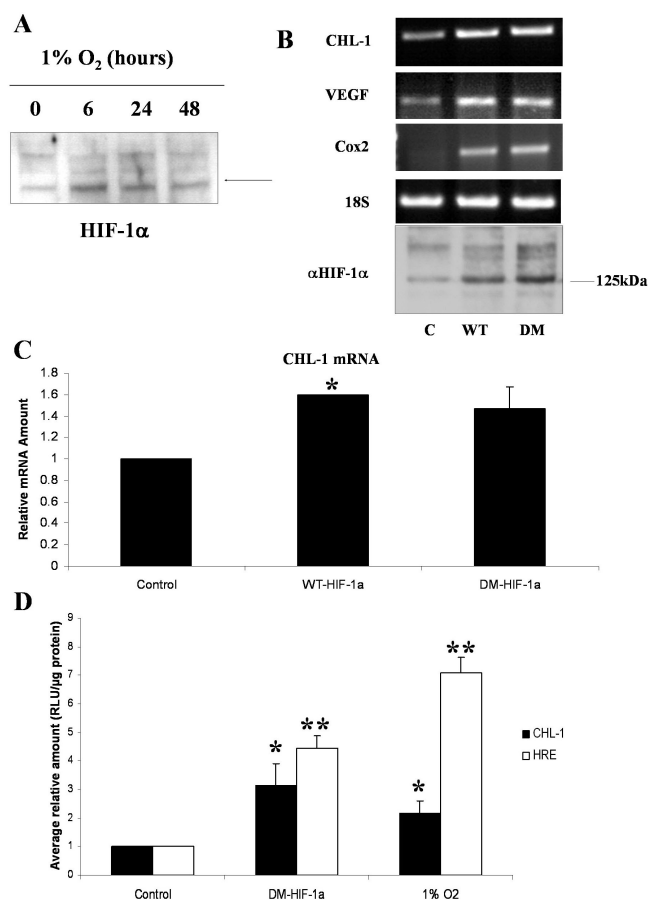 A
1% O2 (hours)
0 6 24 48
HIF-1α
B
CHL-1
VEGF
Cox2
18S
αHIF-1α
125kDa
C WT DM
C
CHL-1 mRNA
Relative mRNA Amount
1.8
1.6
1.4
1.2
1
0.8
0.6
0.4
0.2
0
*
Control WT-HIF-1a DM-HIF-1a
D
Average relative amount (RLU/µg protein)
9
8
7
6
5
4
3
2
1
0
* **
* **
CHL-1
HRE
Control DM-HIF-1a 1% O2